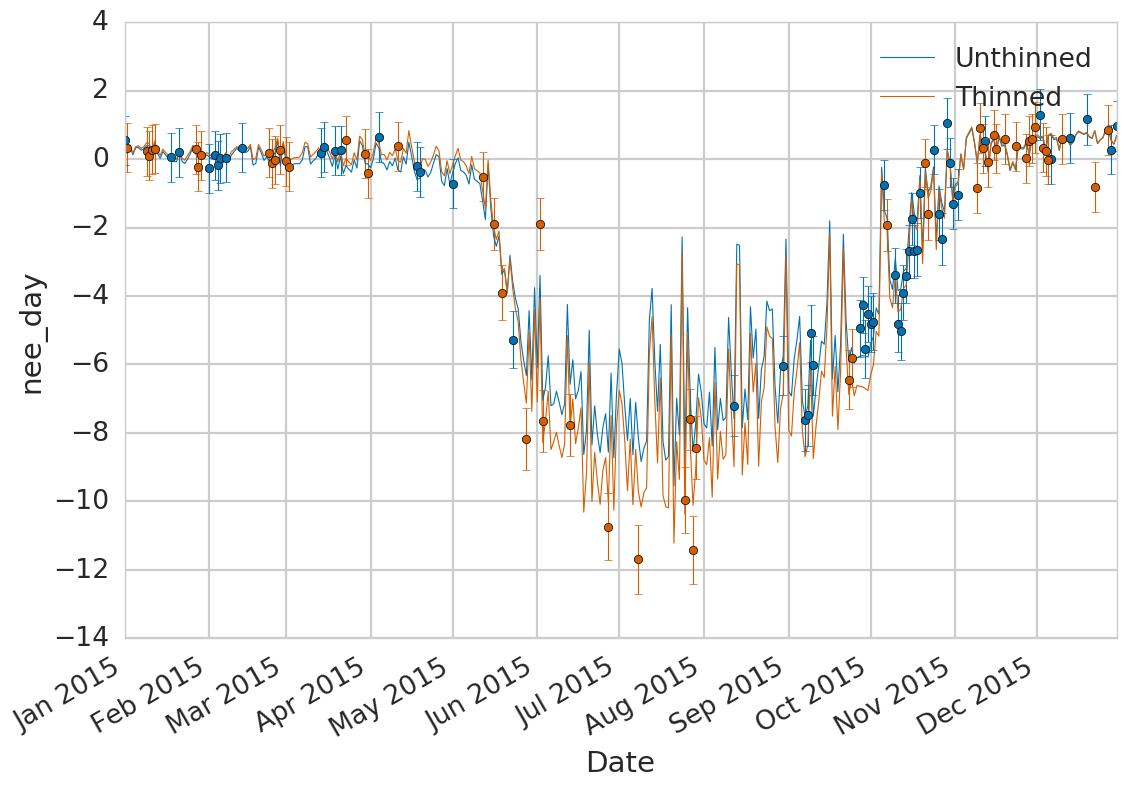 4
2
0
−2
−4
−6
−8
−10
−12
−14
nee_day
Unthinned
Thinned
Jan 2015
Feb 2015
Mar 2015
Apr 2015
May 2015
Jun 2015
Jul 2015
Aug 2015
Sep 2015
Oct 2015
Nov 2015
Dec 2015
Date